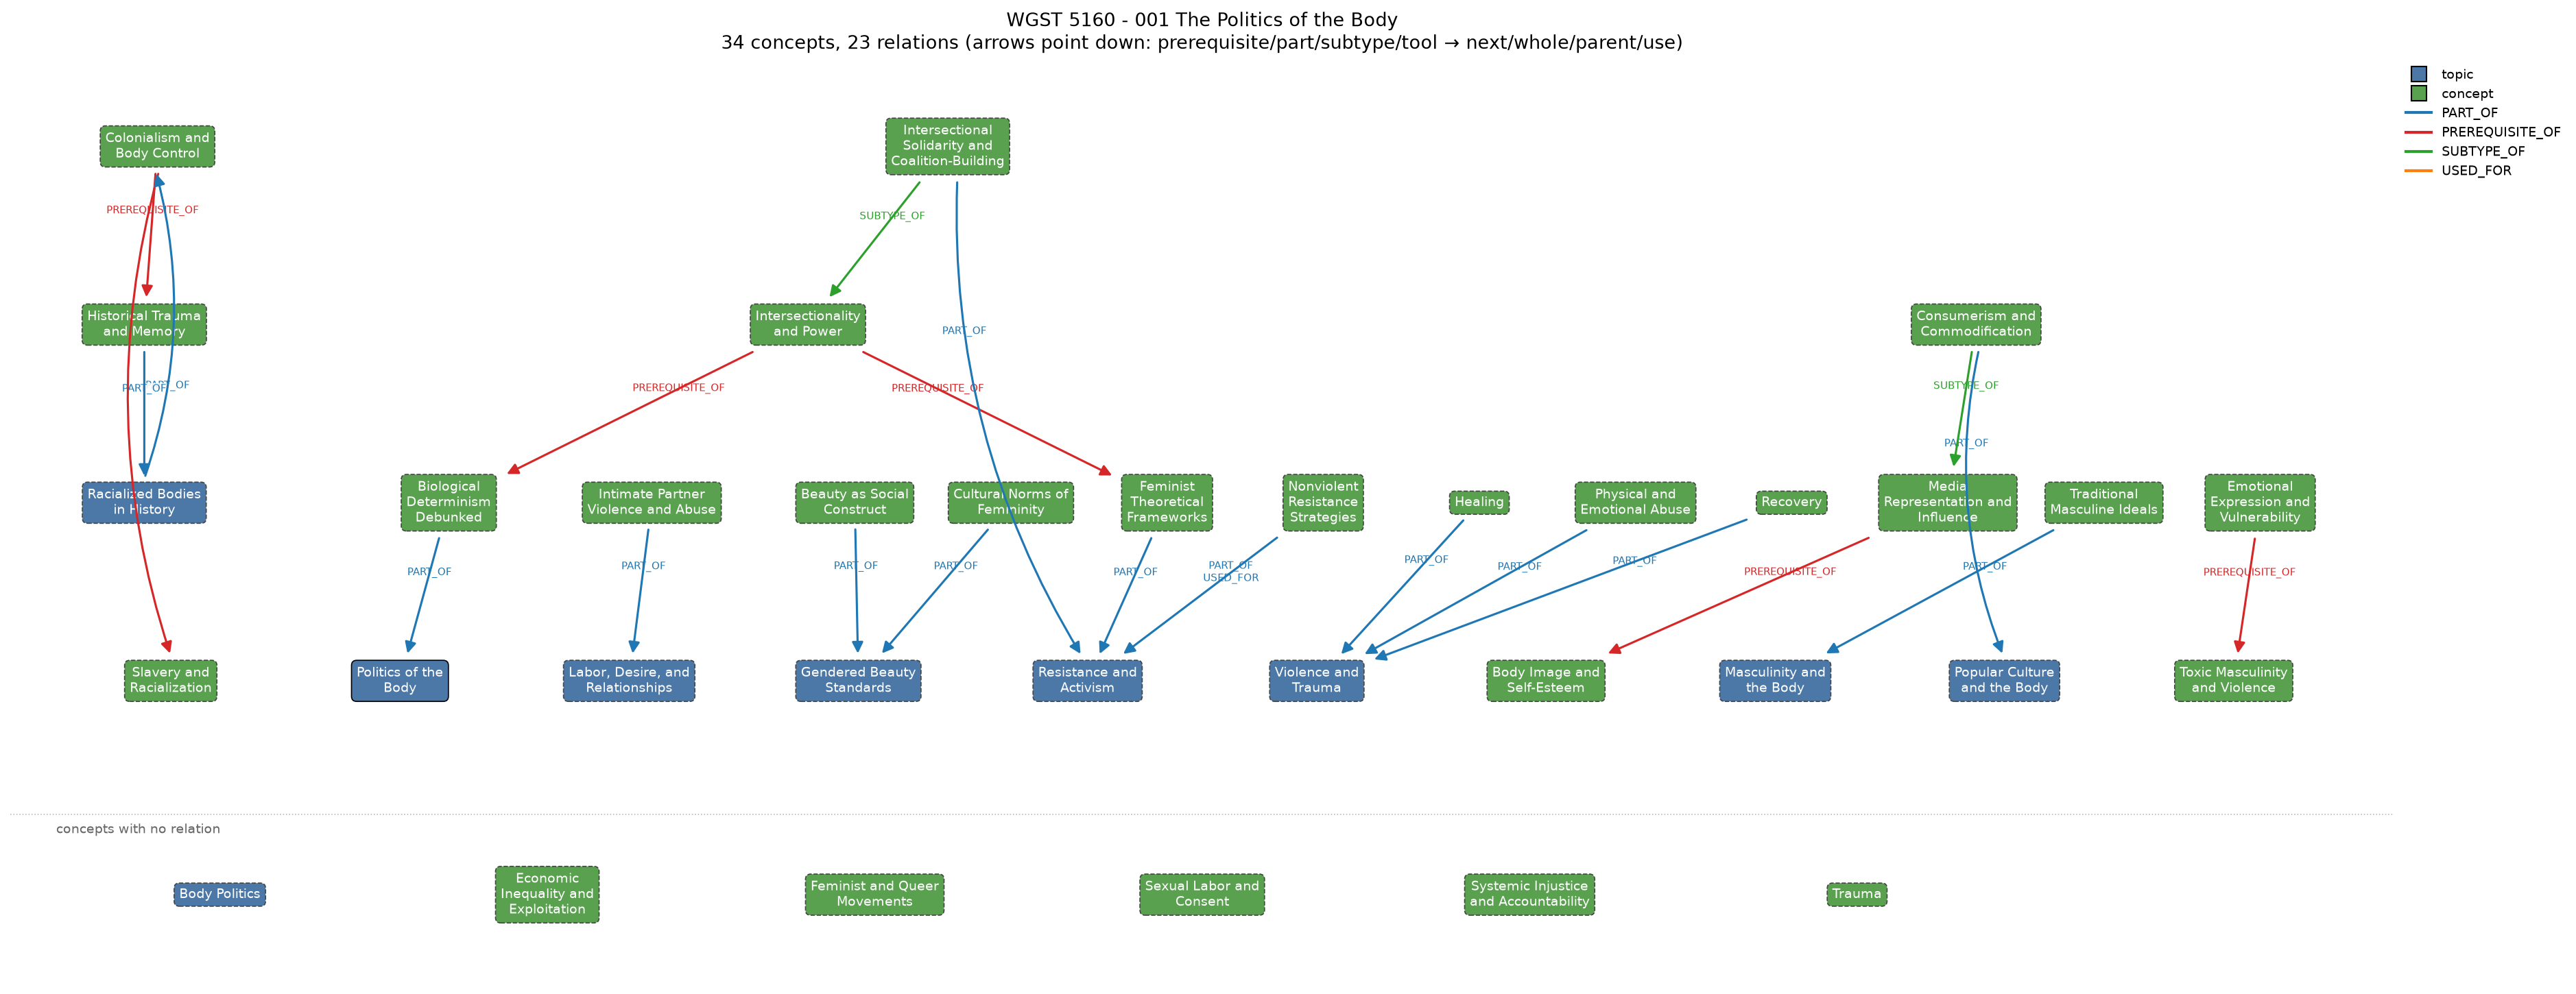 WGST 5160 - 001 The Politics of the Body
34 concepts, 23 relations (arrows point down: prerequisite/part/subtype/tool → next/whole/parent/use)
topic
concept
PART_OF
PREREQUISITE_OF
SUBTYPE_OF
USED_FOR
Colonialism and
Body Control
Intersectional
Solidarity and
Coalition-Building
PREREQUISITE_OF
SUBTYPE_OF
Historical Trauma
and Memory
Intersectionality
and Power
PART_OF
Consumerism and
Commodification
PART_OF
PART_OF
PREREQUISITE_OF
PREREQUISITE_OF
SUBTYPE_OF
PART_OF
Racialized Bodies
in History
Biological
Determinism
Debunked
Intimate Partner
Violence and Abuse
Beauty as Social
Construct
Cultural Norms of
Femininity
Feminist
Theoretical
Frameworks
Nonviolent
Resistance
Strategies
Healing
Physical and
Emotional Abuse
Recovery
Media
Representation and
Influence
Traditional
Masculine Ideals
Emotional
Expression and
Vulnerability
PART_OF
PART_OF
PART_OF
PART_OF
PART_OF
PART_OF
USED_FOR
PART_OF
PART_OF
PART_OF
PREREQUISITE_OF
PART_OF
PREREQUISITE_OF
Slavery and
Racialization
Politics of the
Body
Labor, Desire, and
Relationships
Gendered Beauty
Standards
Resistance and
Activism
Violence and
Trauma
Body Image and
Self-Esteem
Masculinity and
the Body
Popular Culture
and the Body
Toxic Masculinity
and Violence
concepts with no relation
Body Politics
Economic
Inequality and
Exploitation
Feminist and Queer
Movements
Sexual Labor and
Consent
Systemic Injustice
and Accountability
Trauma